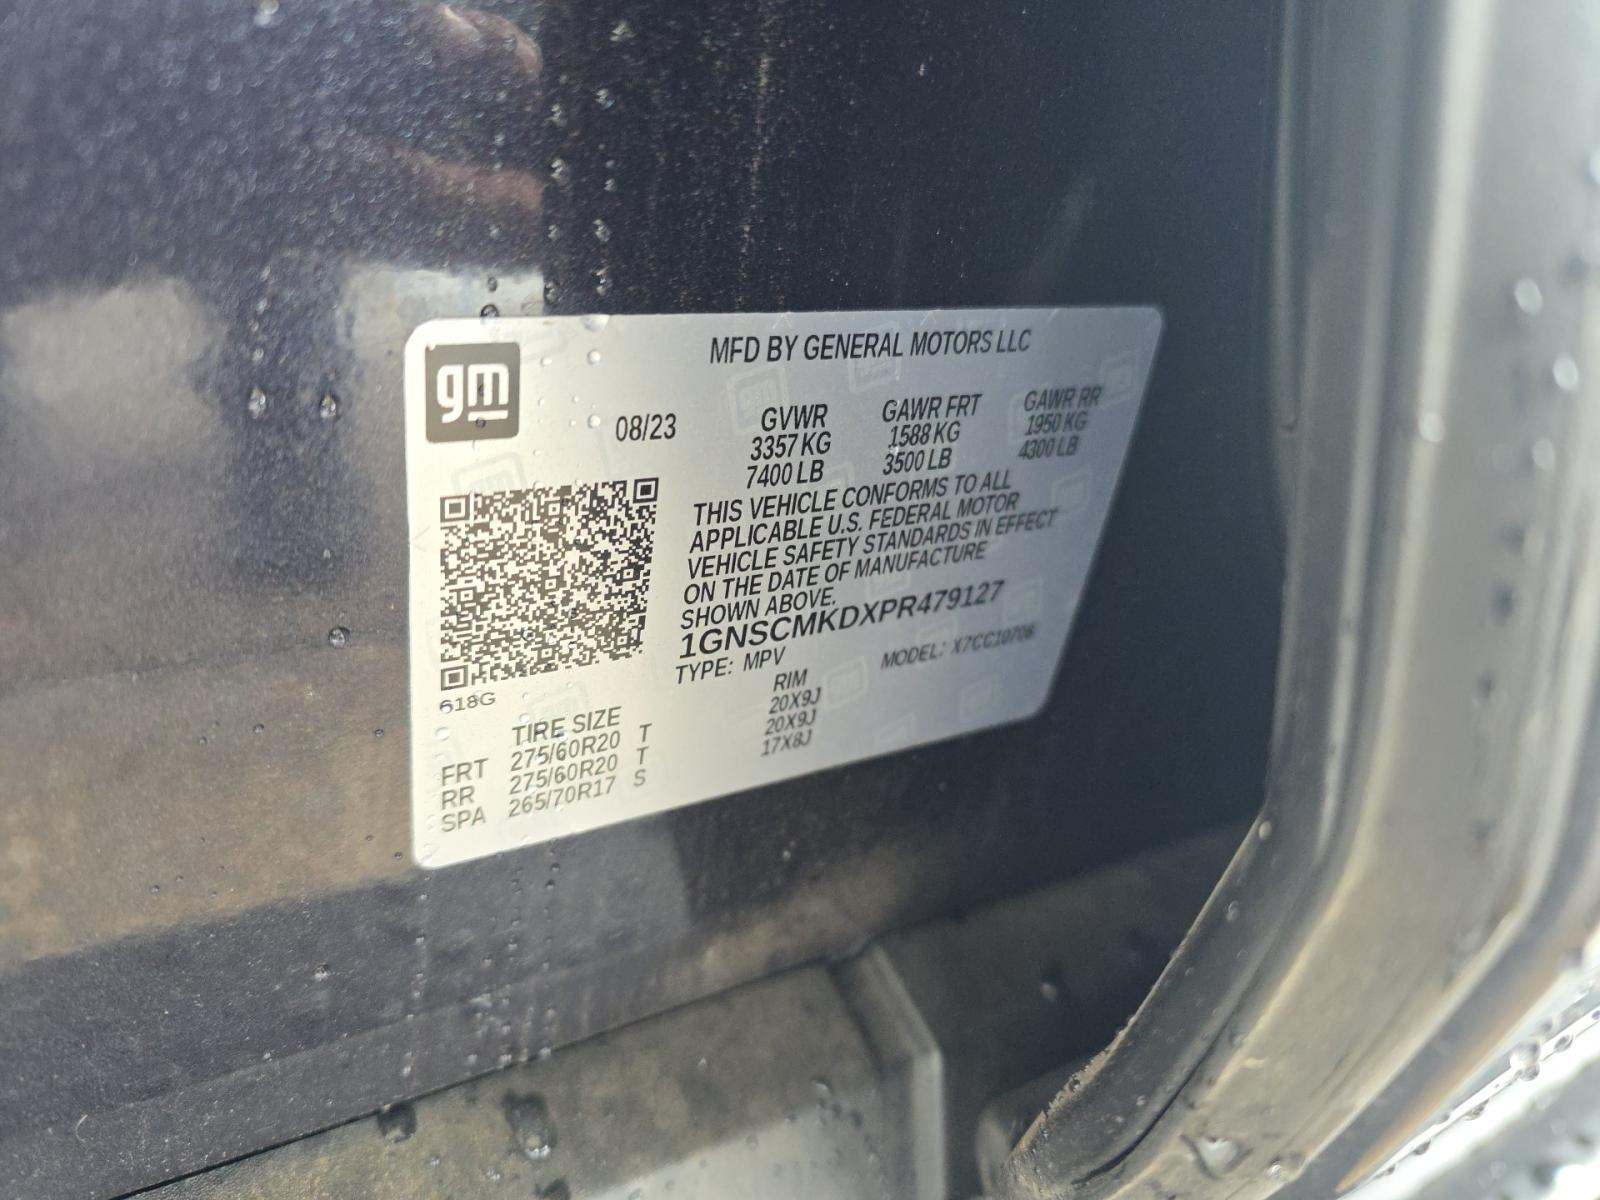 MFD BY GENERAL MOTORS LLC
gm
08/23 GVWR GAWR FRT GAWR RR
3357 KG 1588 KG 1950 KG
7400 LB 3500 LB 4300 LB
THIS VEHICLE CONFORMS TO ALL
APPLICABLE U.S. FEDERAL MOTOR
VEHICLE SAFETY STANDARDS IN EFFECT
ON THE DATE OF MANUFACTURE
SHOWN ABOVE.
1GNSCMKDXPR479127
TYPE: MPV MODEL: X7CC10706
618G
TIRE SIZE RIM
FRT 275/60R20 T 20X9J
RR 275/60R20 T 20X9J
SPA 265/70R17 S 17X8J